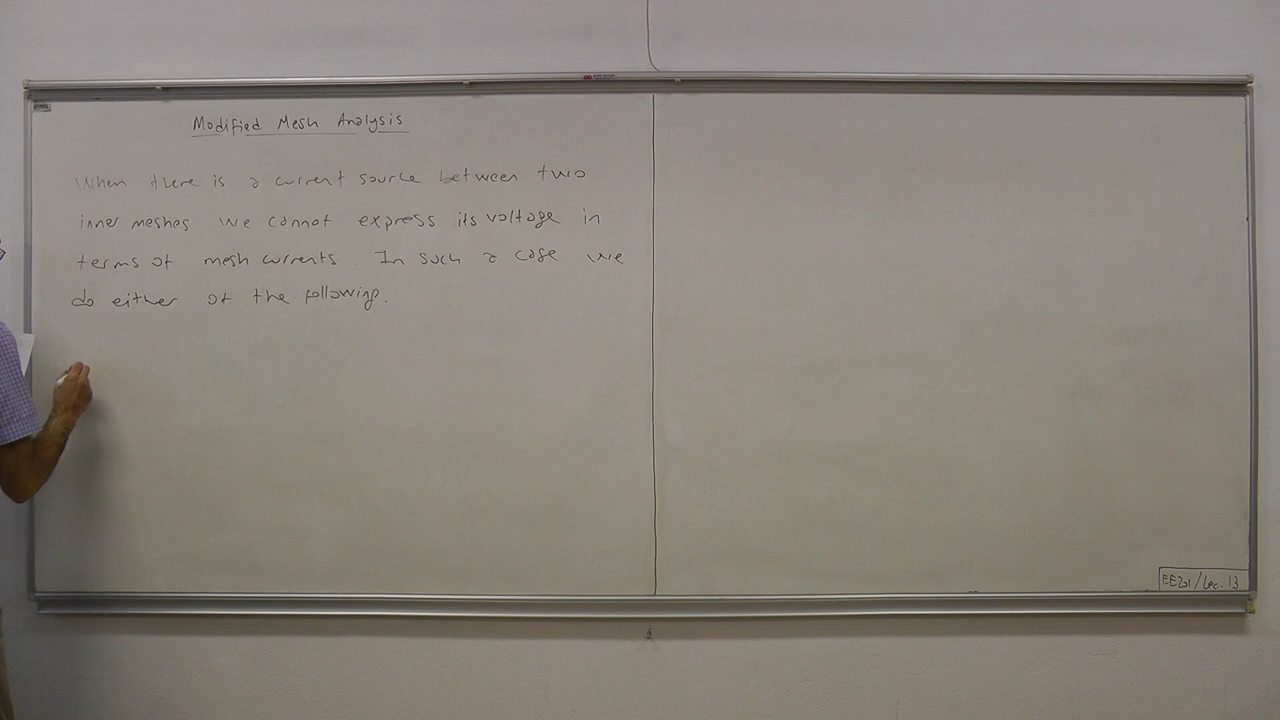 Modified Mesh Analysis
When there is a current source between two
inner meshes we cannot express its voltage in
terms of mesh currents. In such a case we
do either of the following.
EE201/Lec. 13